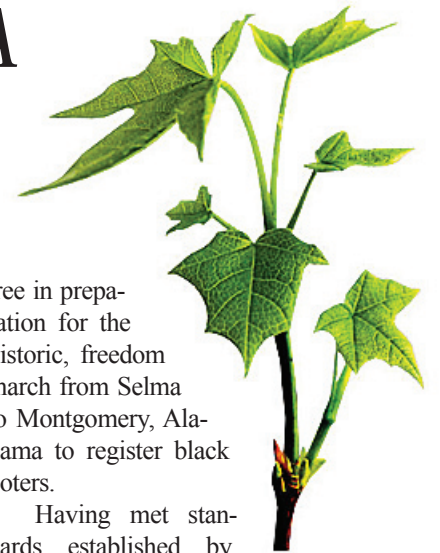 A
ree in prepa-
ation for the
istoric, freedom
narch from Selma
o Montgomery, Ala-
ama to register black
oters.
Having met stan-
ards established by